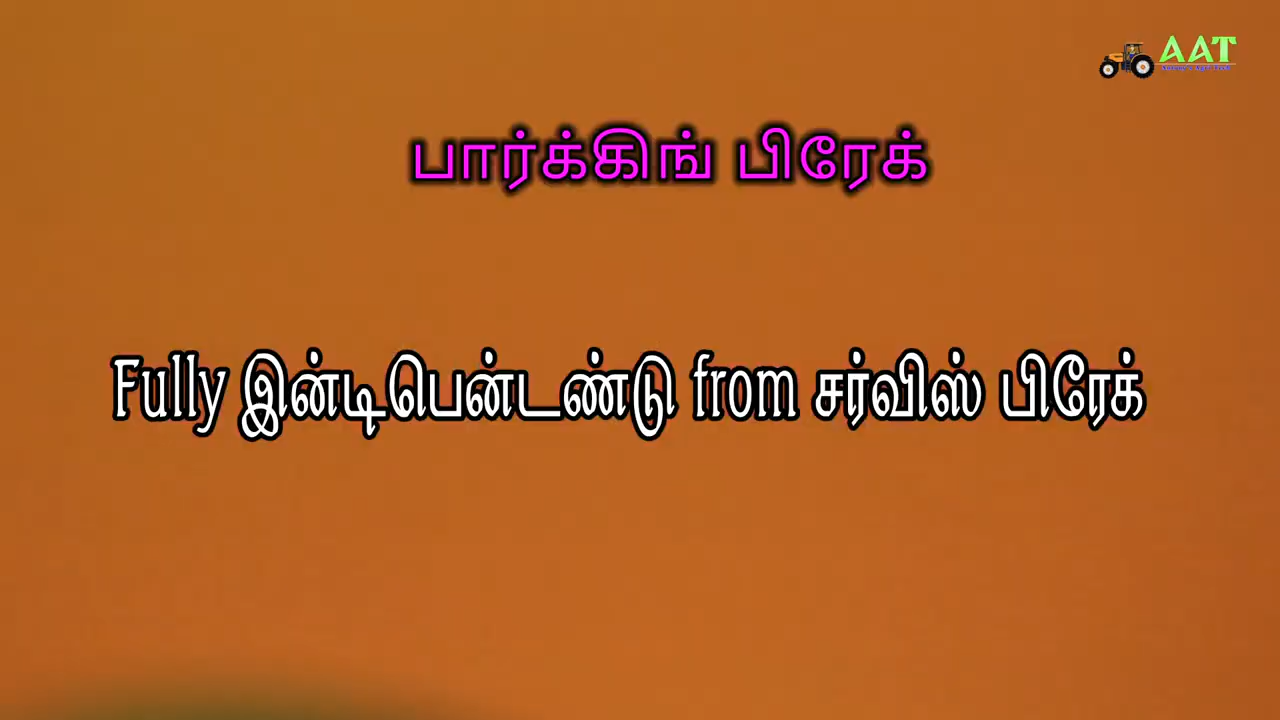 AAT
பார்க்கிங் பிரேக்
Fully இன்டிபென்டண்டு from சர்விஸ் பிரேக்